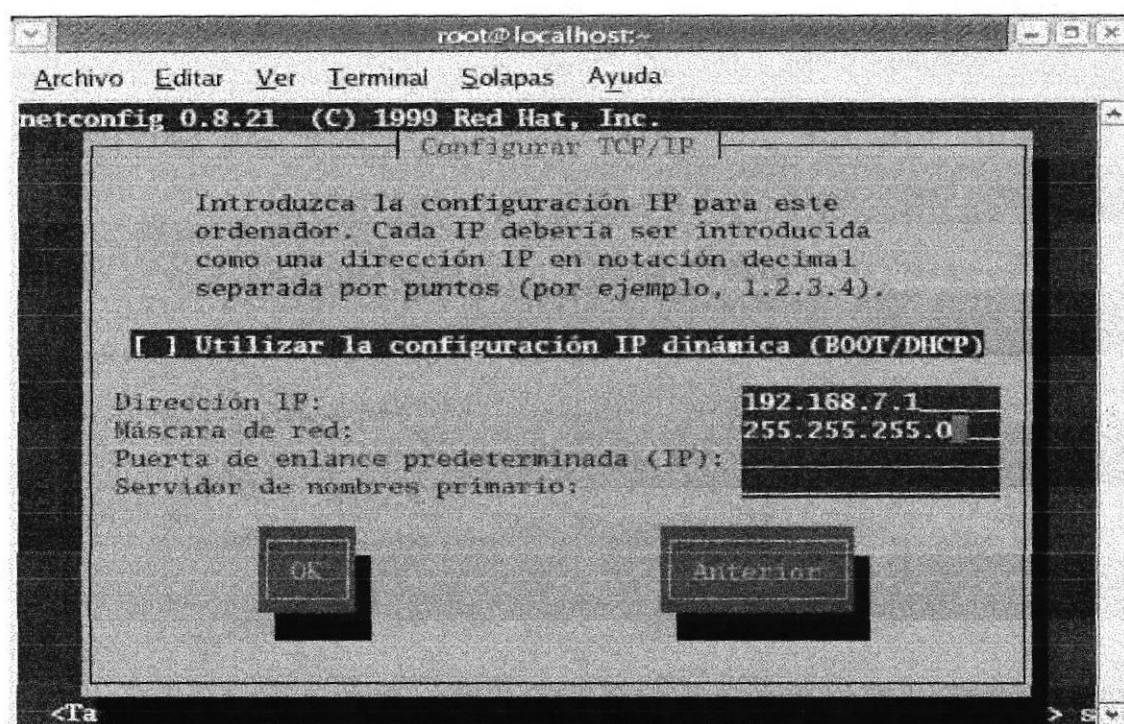 root@localhost:~
Archivo Editar Ver Terminal Solapas Ayuda
netconfig 0.8.21 (C) 1999 Red Hat, Inc.
Configurar TCP/IP
Introduzca la configuración IP para este
ordenador. Cada IP debería ser introducida
como una dirección IP en notación decimal
separada por puntos (por ejemplo, 1.2.3.4).
[ ] Utilizar la configuración IP dinámica (BOOT/DHCP)
Dirección IP: 192.168.7.1
Máscara de red: 255.255.255.0
Puerta de enlance predeterminada (IP):
Servidor de nombres primario:
OK Anterior
<Ta > s